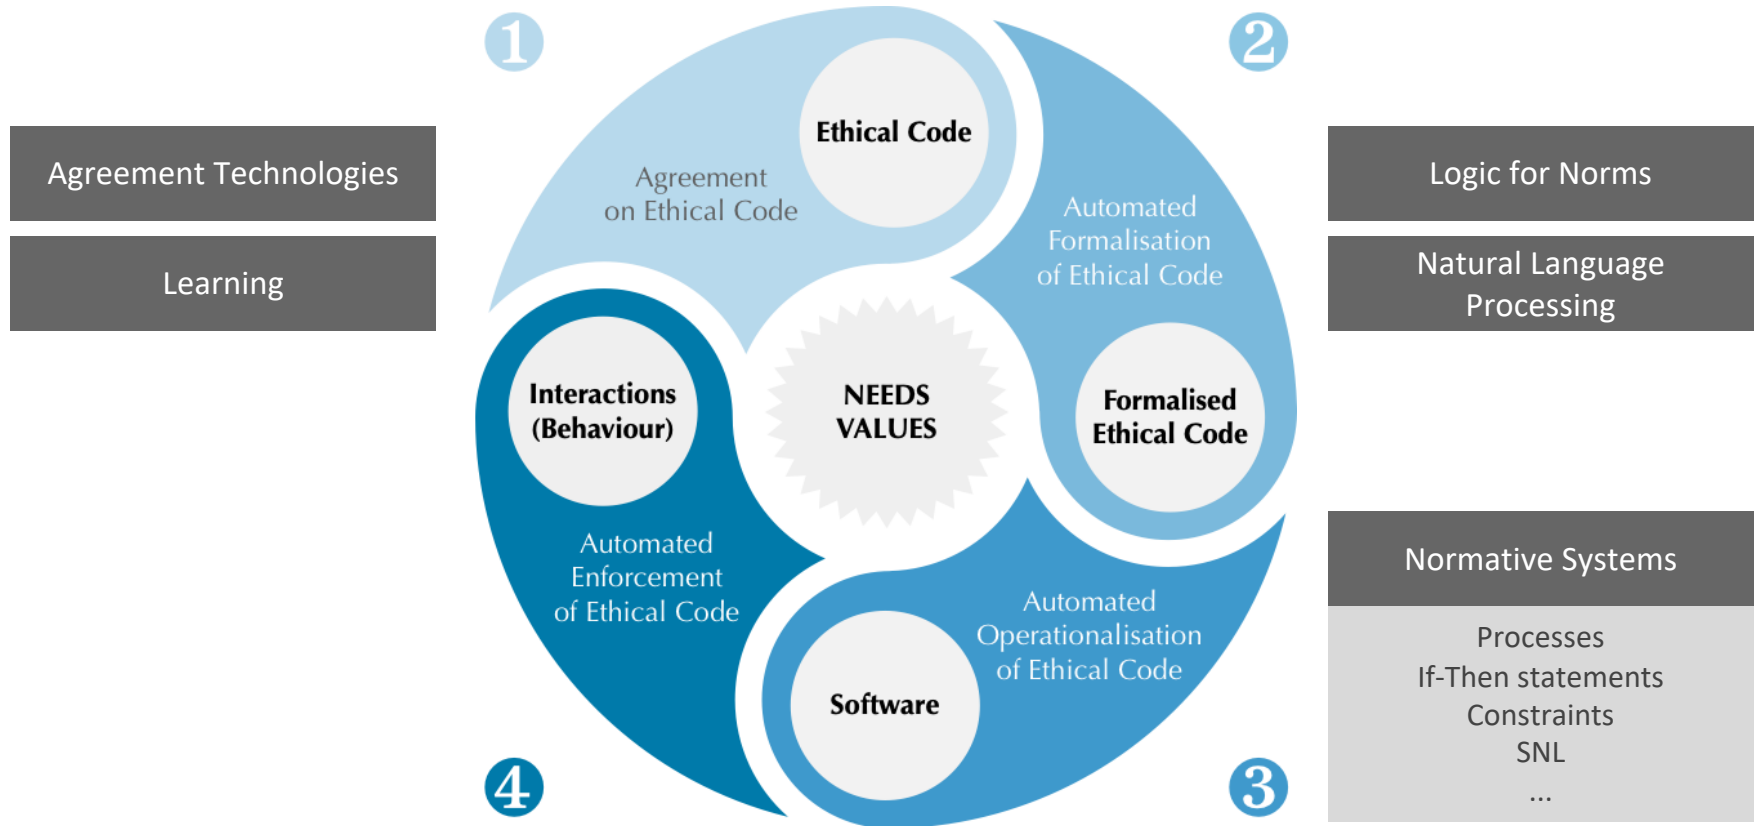 1
2
Ethical Code
Agreement
on Ethical Code
Agreement Technologies
Learning
Automated
Formalisation
of Ethical Code
Logic for Norms
Natural Language
Processing
Interactions
(Behaviour)
NEEDS
VALUES
Formalised
Ethical Code
Automated
Enforcement
of Ethical Code
Automated
Operationalisation
of Ethical Code
Software
Normative Systems
Processes
If-Then statements
Constraints
SNL
...
4
3